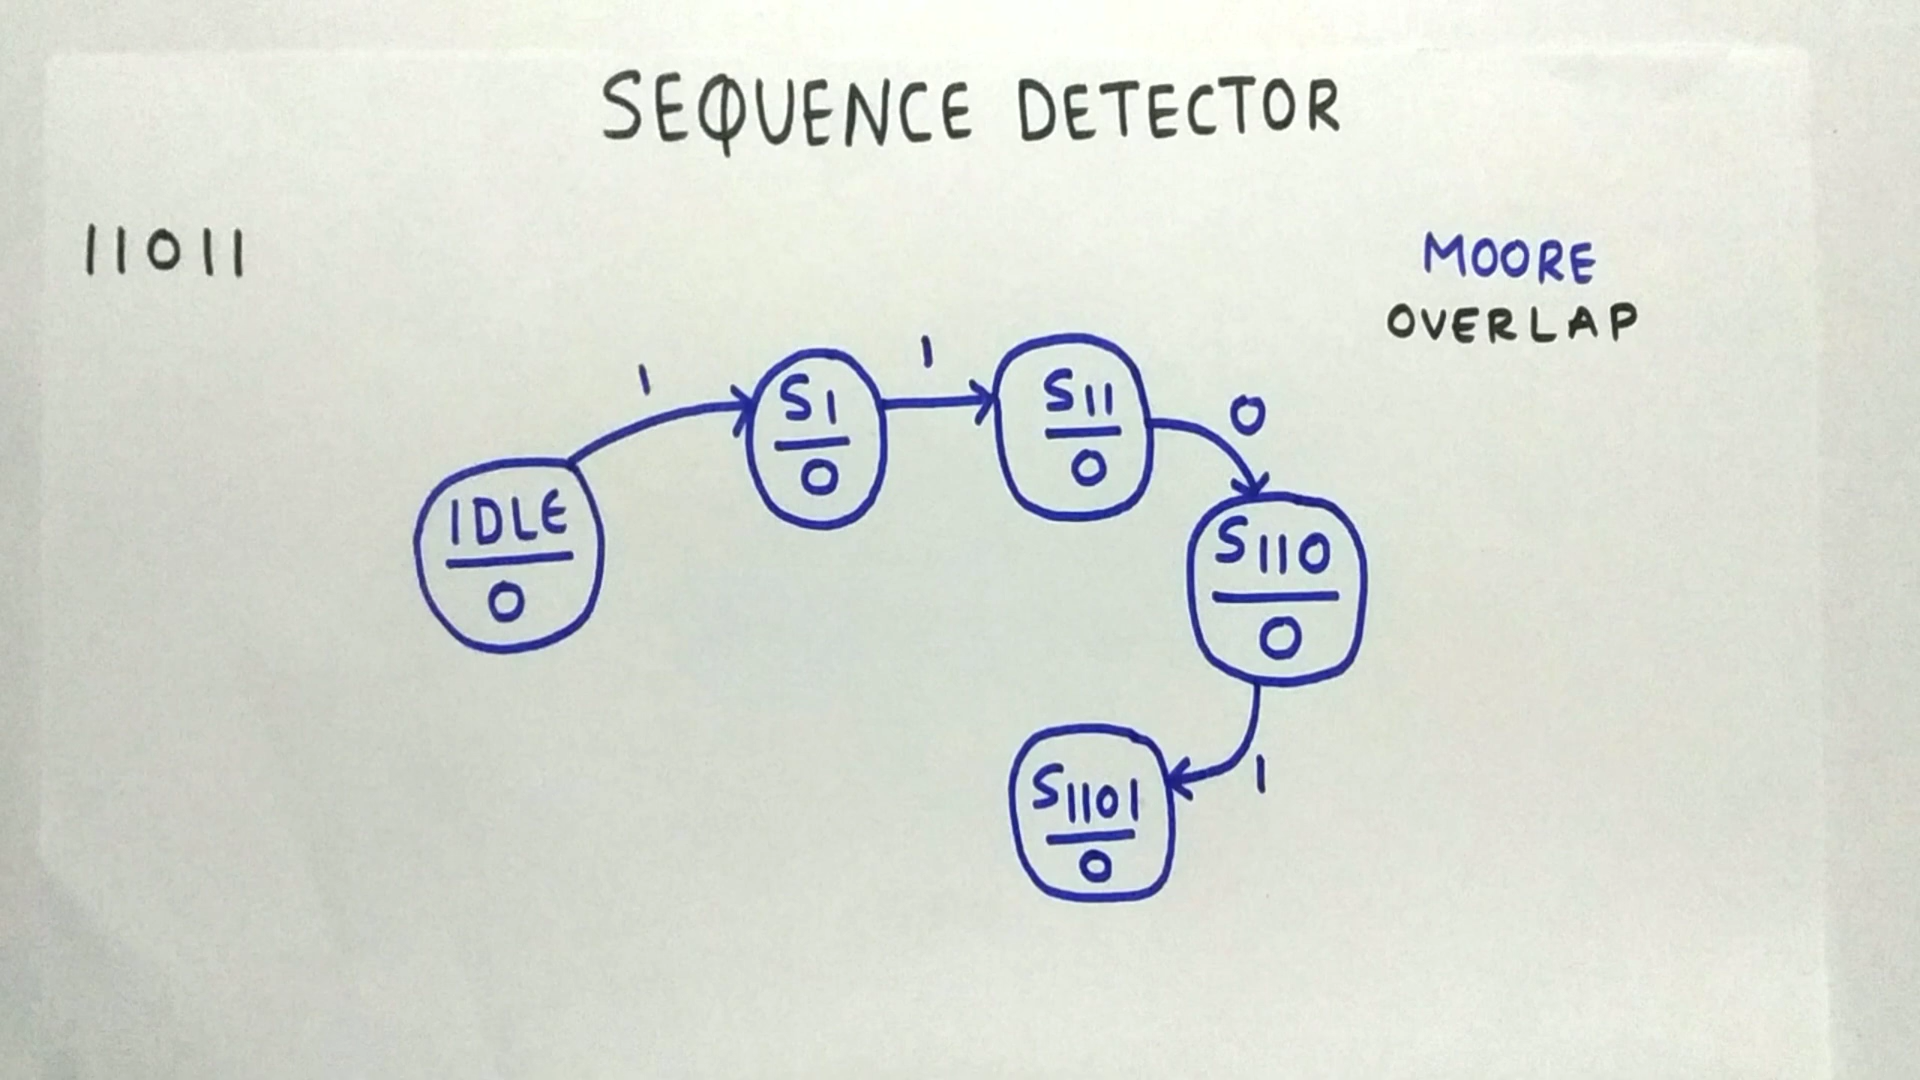 SEQUENCE DETECTOR
11011
MOORE
OVERLAP
1
1
0
IDLE
0
S1
0
S11
0
S110
0
1
S1101
0